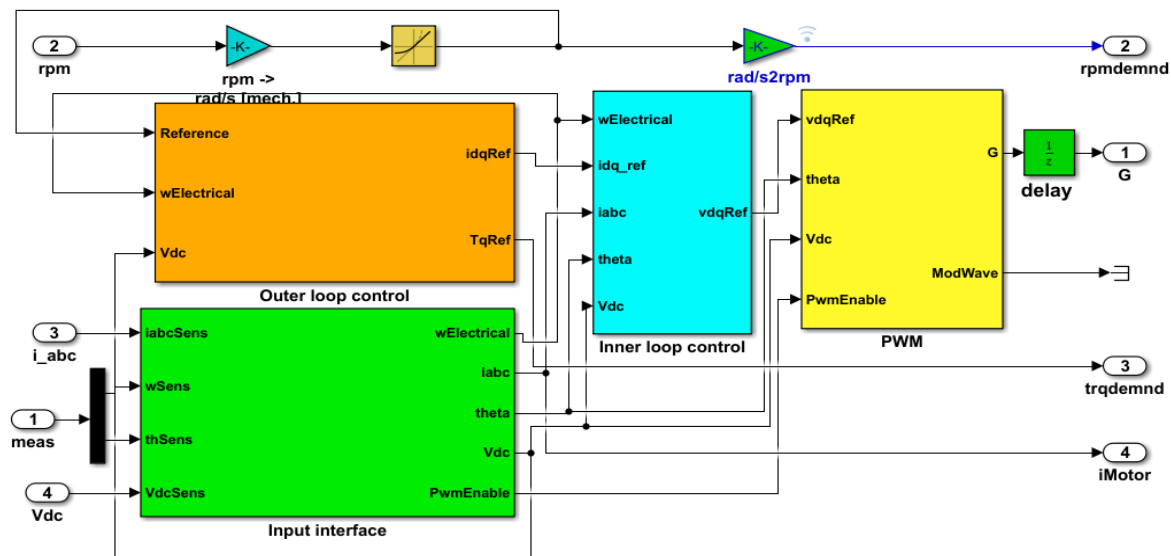 2
rpm
-K-
rpm ->
rad/s [mech.]
-K-
rad/s2rpm
2
rpmdemnd
Reference
wElectrical
Vdc
idqRef
TqRef
Outer loop control
wElectrical
idq_ref
iabc
theta
Vdc
vdqRef
Inner loop control
vdqRef
theta
Vdc
PwmEnable
G
ModWave
PWM
1
z
delay
1
G
3
i_abc
1
meas
4
Vdc
iabcSens
wSens
thSens
VdcSens
wElectrical
iabc
theta
Vdc
PwmEnable
Input interface
3
trqdemnd
4
iMotor